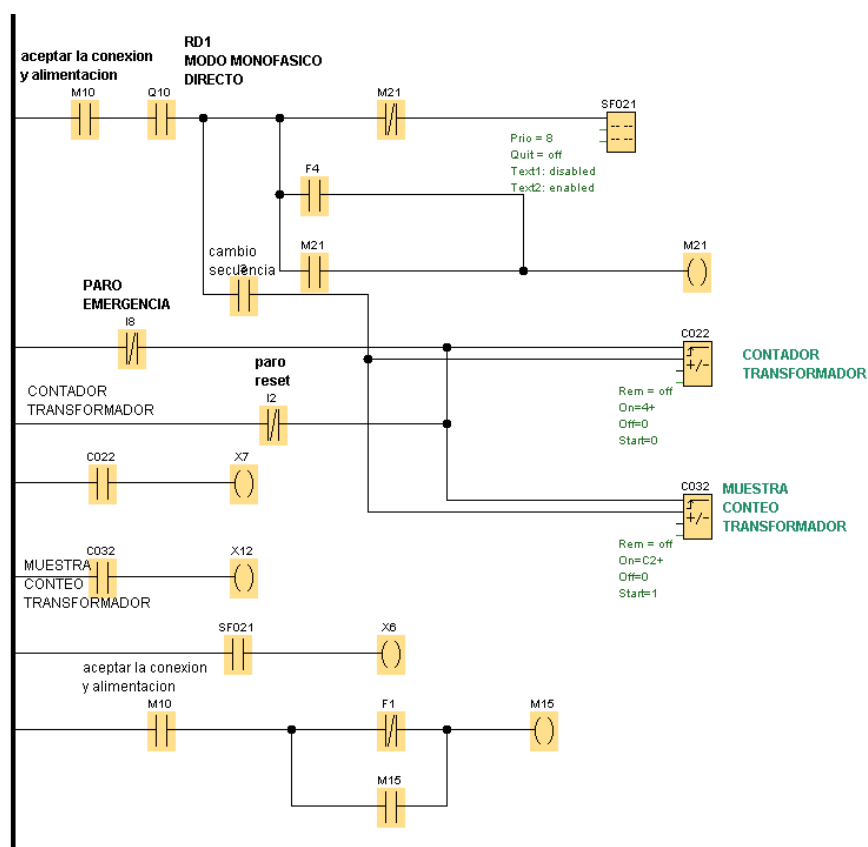 RD1
aceptar la conexion
MODO MONOFASICO
y alimentacion
DIRECTO
M10
Q10
M21
SF021
Prio = 8
Quit = off
Text1: disabled
Text2: enabled
F4
M21
M21
cambio
secuencia
PARO
EMERGENCIA
I8
C022
CONTADOR
TRANSFORMADOR
+/-
Rem = off
On=4+
Off=0
Start=0
paro
reset
I2
CONTADOR
TRANSFORMADOR
C022
X7
C032
MUESTRA
CONTEO
TRANSFORMADOR
+/-
Rem = off
On=C2+
Off=0
Start=1
C032
X12
MUESTRA
CONTEO
TRANSFORMADOR
SF021
X6
aceptar la conexion
y alimentacion
M10
F1
M15
M15